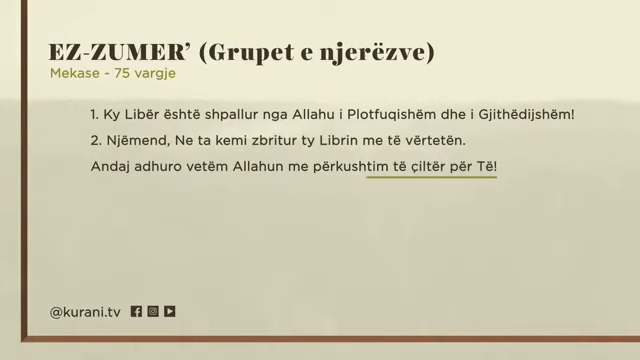 EZ-ZUMER’ (Grupet e njerëzve)
Mekase - 75 vargje
1. Ky Libër është shpallur nga Allahu i Plotfuqishëm dhe i Gjithëdijshëm!
2. Njëmend, Ne ta kemi zbritur ty Librin me të vërtetën.
Andaj adhuro vetëm Allahun me përkushtim të çiltër për Të!
@kurani.tv